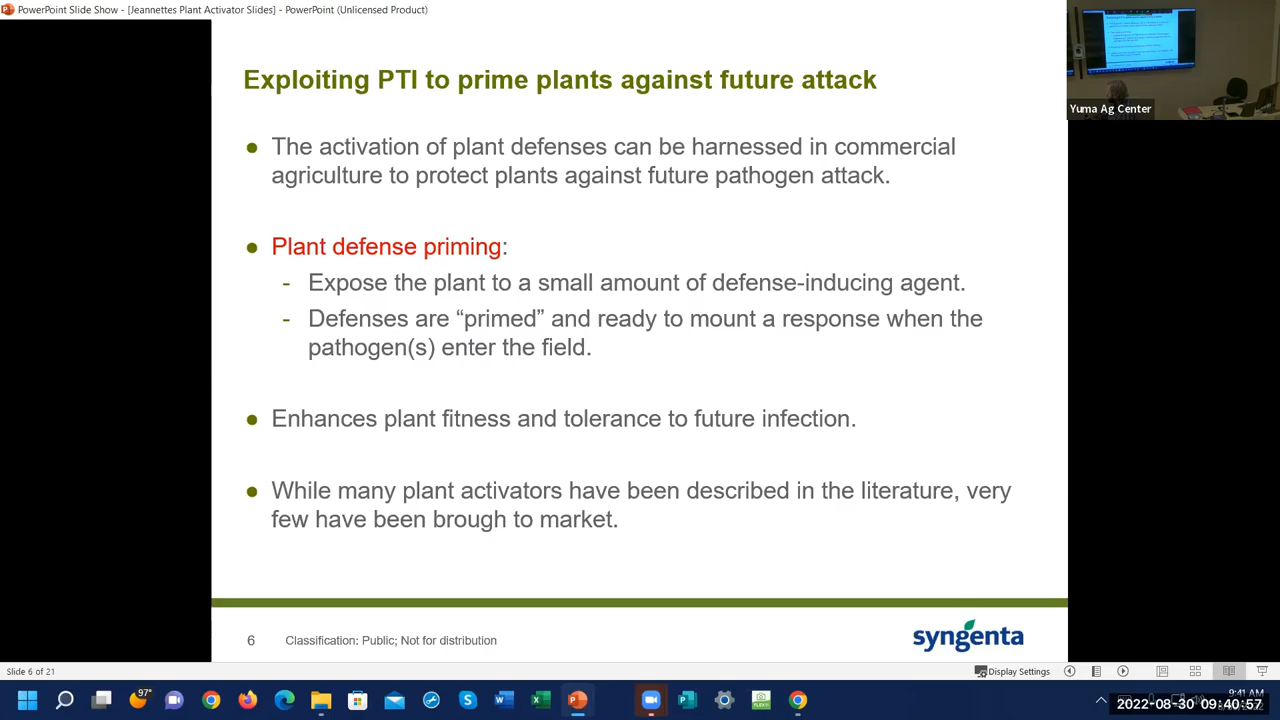 PowerPoint Slide Show - [Jeannettes Plant Activator Slides] - PowerPoint (Unlicensed Product)
Yuma Ag Center
Exploiting PTI to prime plants against future attack
● The activation of plant defenses can be harnessed in commercial
agriculture to protect plants against future pathogen attack.
● Plant defense priming:
- Expose the plant to a small amount of defense-inducing agent.
- Defenses are “primed” and ready to mount a response when the
pathogen(s) enter the field.
● Enhances plant fitness and tolerance to future infection.
● While many plant activators have been described in the literature, very
few have been brough to market.
6 Classification: Public; Not for distribution
syngenta
Slide 6 of 21
Display Settings
97°
9:41 AM
2022-08-30 09:40:57